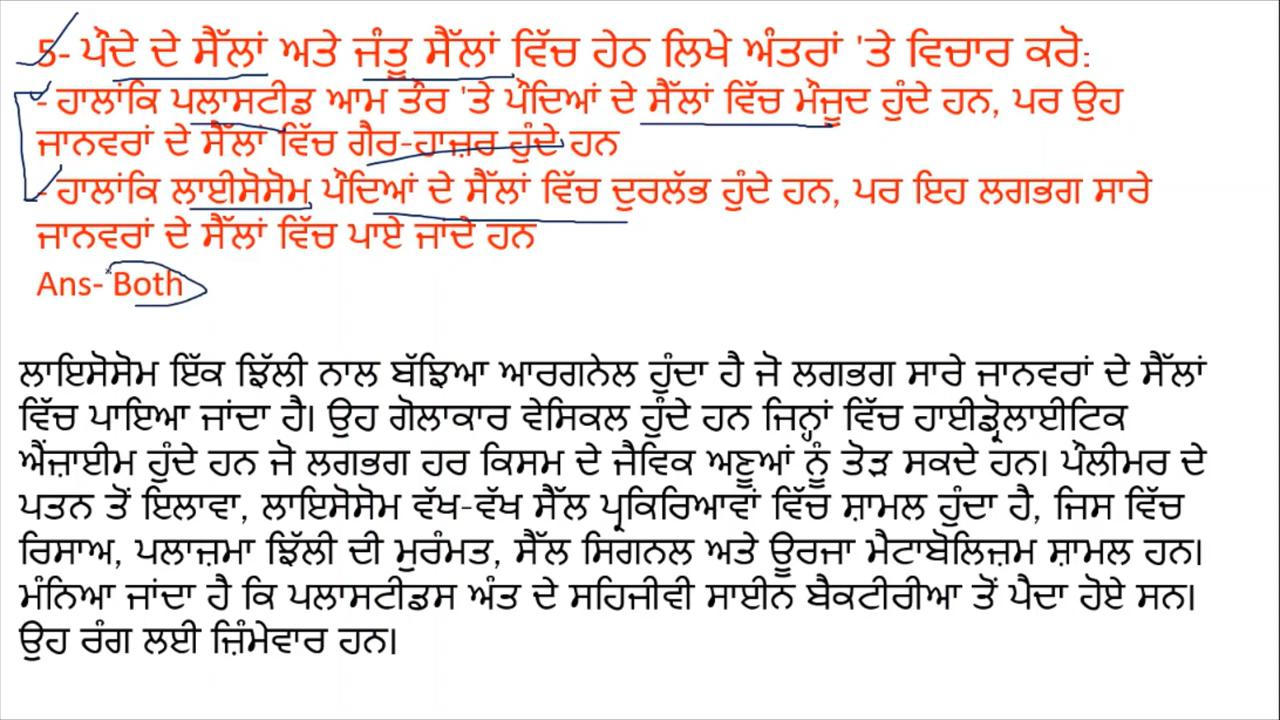 5- ਪੌਦੇ ਦੇ ਸੈੱਲਾਂ ਅਤੇ ਜੰਤੂ ਸੈੱਲਾਂ ਵਿੱਚ ਹੇਠ ਲਿਖੇ ਅੰਤਰਾਂ 'ਤੇ ਵਿਚਾਰ ਕਰੋ:
- ਹਾਲਾਂਕਿ ਪਲਾਸਟੀਡ ਆਮ ਤੌਰ 'ਤੇ ਪੌਦਿਆਂ ਦੇ ਸੈੱਲਾਂ ਵਿੱਚ ਮੌਜੂਦ ਹੁੰਦੇ ਹਨ, ਪਰ ਉਹ
ਜਾਨਵਰਾਂ ਦੇ ਸੈੱਲਾਂ ਵਿੱਚ ਗੈਰ-ਹਾਜ਼ਰ ਹੁੰਦੇ ਹਨ
- ਹਾਲਾਂਕਿ ਲਾਈਸੋਸੋਮ ਪੌਦਿਆਂ ਦੇ ਸੈੱਲਾਂ ਵਿੱਚ ਦੁਰਲੱਭ ਹੁੰਦੇ ਹਨ, ਪਰ ਇਹ ਲਗਭਗ ਸਾਰੇ
ਜਾਨਵਰਾਂ ਦੇ ਸੈੱਲਾਂ ਵਿੱਚ ਪਾਏ ਜਾਂਦੇ ਹਨ
Ans- Both
ਲਾਇਸੋਸੋਮ ਇੱਕ ਝਿੱਲੀ ਨਾਲ ਬੱਝਿਆ ਆਰਗਨੇਲ ਹੁੰਦਾ ਹੈ ਜੋ ਲਗਭਗ ਸਾਰੇ ਜਾਨਵਰਾਂ ਦੇ ਸੈੱਲਾਂ
ਵਿੱਚ ਪਾਇਆ ਜਾਂਦਾ ਹੈ। ਉਹ ਗੋਲਾਕਾਰ ਵੇਸਿਕਲ ਹੁੰਦੇ ਹਨ ਜਿਨ੍ਹਾਂ ਵਿੱਚ ਹਾਈਡ੍ਰੋਲਾਈਟਿਕ
ਐਂਜ਼ਾਈਮ ਹੁੰਦੇ ਹਨ ਜੋ ਲਗਭਗ ਹਰ ਕਿਸਮ ਦੇ ਜੈਵਿਕ ਅਣੂਆਂ ਨੂੰ ਤੋੜ ਸਕਦੇ ਹਨ। ਪੌਲੀਮਰ ਦੇ
ਪਤਨ ਤੋਂ ਇਲਾਵਾ, ਲਾਇਸੋਸੋਮ ਵੱਖ-ਵੱਖ ਸੈੱਲ ਪ੍ਰਕਿਰਿਆਵਾਂ ਵਿੱਚ ਸ਼ਾਮਲ ਹੁੰਦਾ ਹੈ, ਜਿਸ ਵਿੱਚ
ਰਿਸਾਅ, ਪਲਾਜ਼ਮਾ ਝਿੱਲੀ ਦੀ ਮੁਰੰਮਤ, ਸੈੱਲ ਸਿਗਨਲ ਅਤੇ ਊਰਜਾ ਮੈਟਾਬੋਲਿਜ਼ਮ ਸ਼ਾਮਲ ਹਨ।
ਮੰਨਿਆ ਜਾਂਦਾ ਹੈ ਕਿ ਪਲਾਸਟੀਡਸ ਅੰਤ ਦੇ ਸਹਿਜੀਵੀ ਸਾਈਨ ਬੈਕਟੀਰੀਆ ਤੋਂ ਪੈਦਾ ਹੋਏ ਸਨ।
ਉਹ ਰੰਗ ਲਈ ਜ਼ਿੰਮੇਵਾਰ ਹਨ।